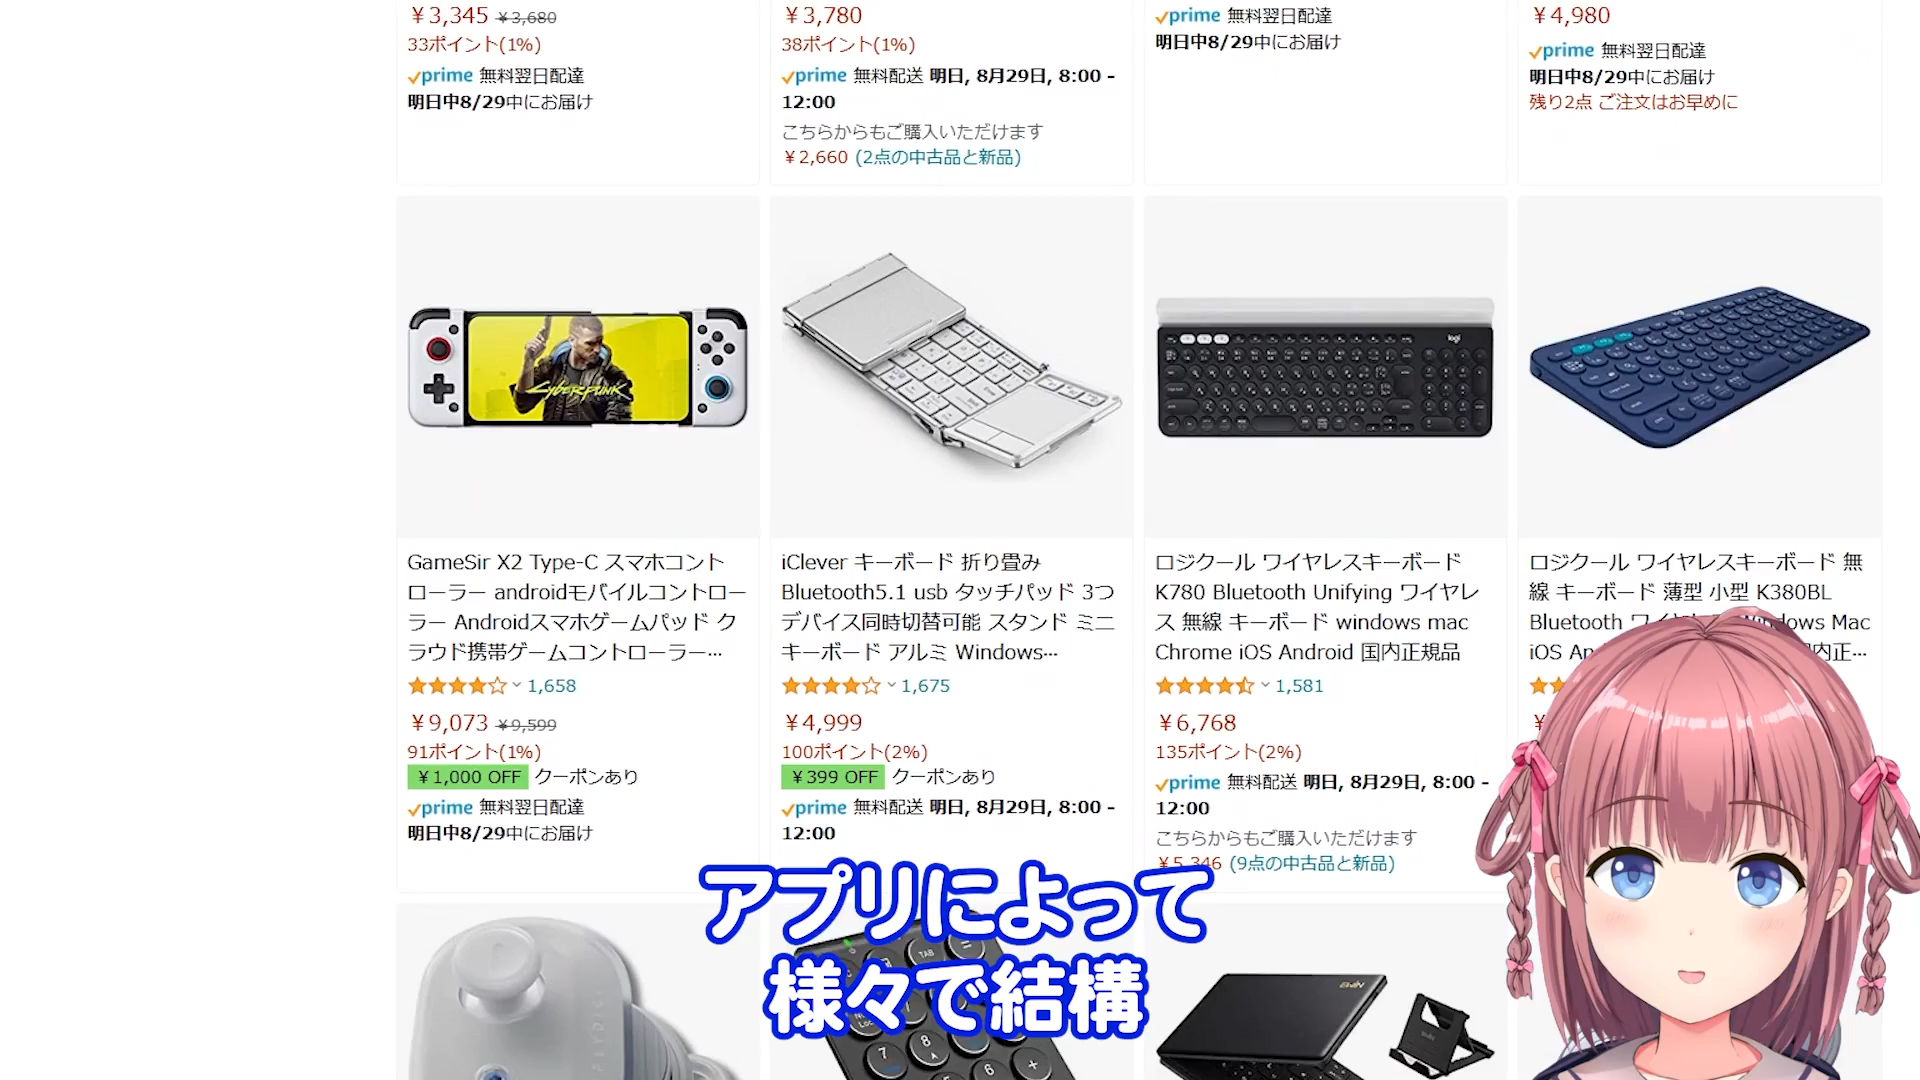 ￥3,345 ￥3,680
33ポイント(1%)
prime 無料翌日配達
明日中8/29中にお届け
￥3,780
38ポイント(1%)
prime 無料配送 明日, 8月29日, 8:00 -
12:00
こちらからもご購入いただけます
￥2,660 (2点の中古品と新品)
prime 無料翌日配達
明日中8/29中にお届け
￥4,980
prime 無料翌日配達
明日中8/29中にお届け
残り2点 ご注文はお早めに
CYBERPUNK
logi
GameSir X2 Type-C スマホコント
ローラー androidモバイルコントロー
ラー Androidスマホゲームパッド ク
ラウド携帯ゲームコントローラー…
1,658
￥9,073 ￥9,599
91ポイント(1%)
￥1,000 OFF クーポンあり
prime 無料翌日配達
明日中8/29中にお届け
iClever キーボード 折り畳み
Bluetooth5.1 usb タッチパッド 3つ
デバイス同時切替可能 スタンド ミニ
キーボード アルミ Windows…
1,675
￥4,999
100ポイント(2%)
￥399 OFF クーポンあり
prime 無料配送 明日, 8月29日, 8:00 -
12:00
ロジクール ワイヤレスキーボード
K780 Bluetooth Unifying ワイヤレ
ス 無線 キーボード windows mac
Chrome iOS Android 国内正規品
1,581
￥6,768
135ポイント(2%)
prime 無料配送 明日, 8月29日, 8:00 -
12:00
こちらからもご購入いただけます
￥5,346 (9点の中古品と新品)
ロジクール ワイヤレスキーボード 無
線 キーボード 薄型 小型 K380BL
Bluetooth Windows Mac
iOS 内正…
￥
アプリによって
様々で結構
TAB
=
7
8
6
+